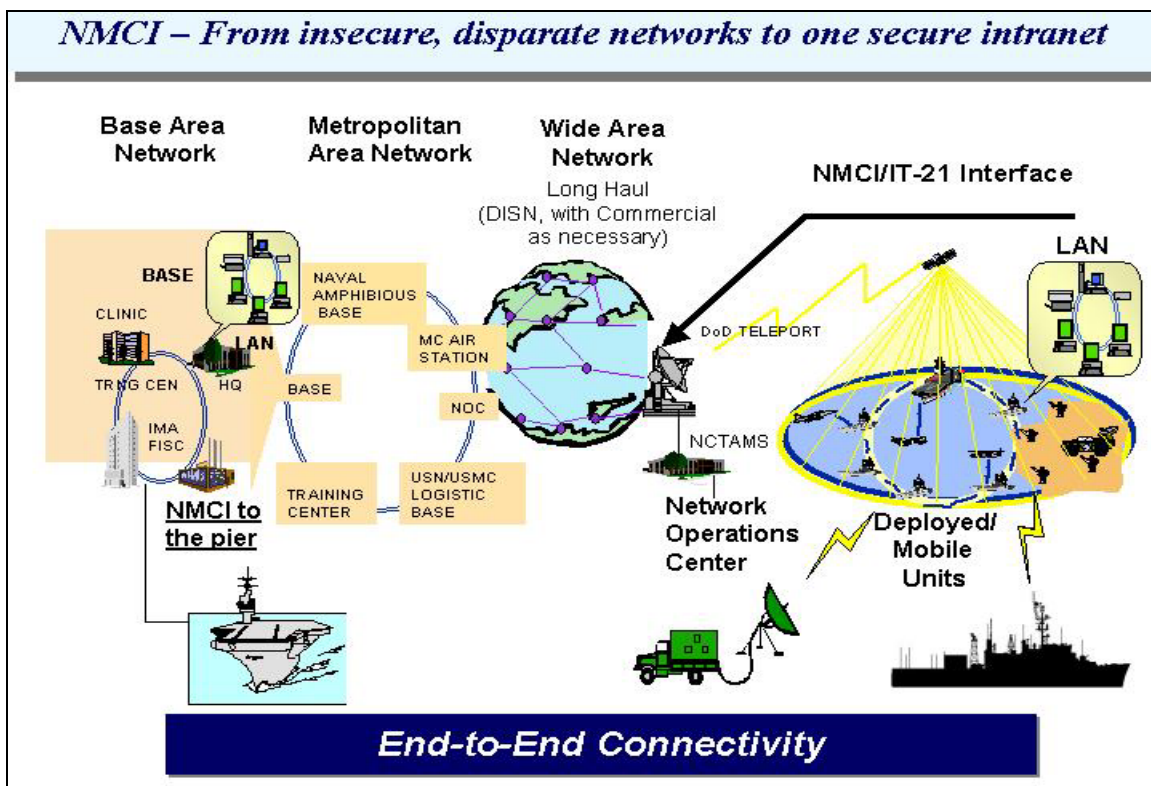 NMCI – From insecure, disparate networks to one secure intranet
Base Area
Network
Metropolitan
Area Network
Wide Area
Network
Long Haul
(DISN, with Commercial
as necessary)
NMCI/IT-21 Interface
BASE
LAN
CLINIC
TRNG CEN
HQ
IMA
FISC
NMCI to
the pier
NAVAL
AMPHIBIOUS
BASE
MC AIR
STATION
BASE
NOC
TRAINING
CENTER
USN/USMC
LOGISTIC
BASE
DoD TELEPORT
LAN
NCTAMS
Network
Operations
Center
Deployed/
Mobile
Units
End-to-End Connectivity